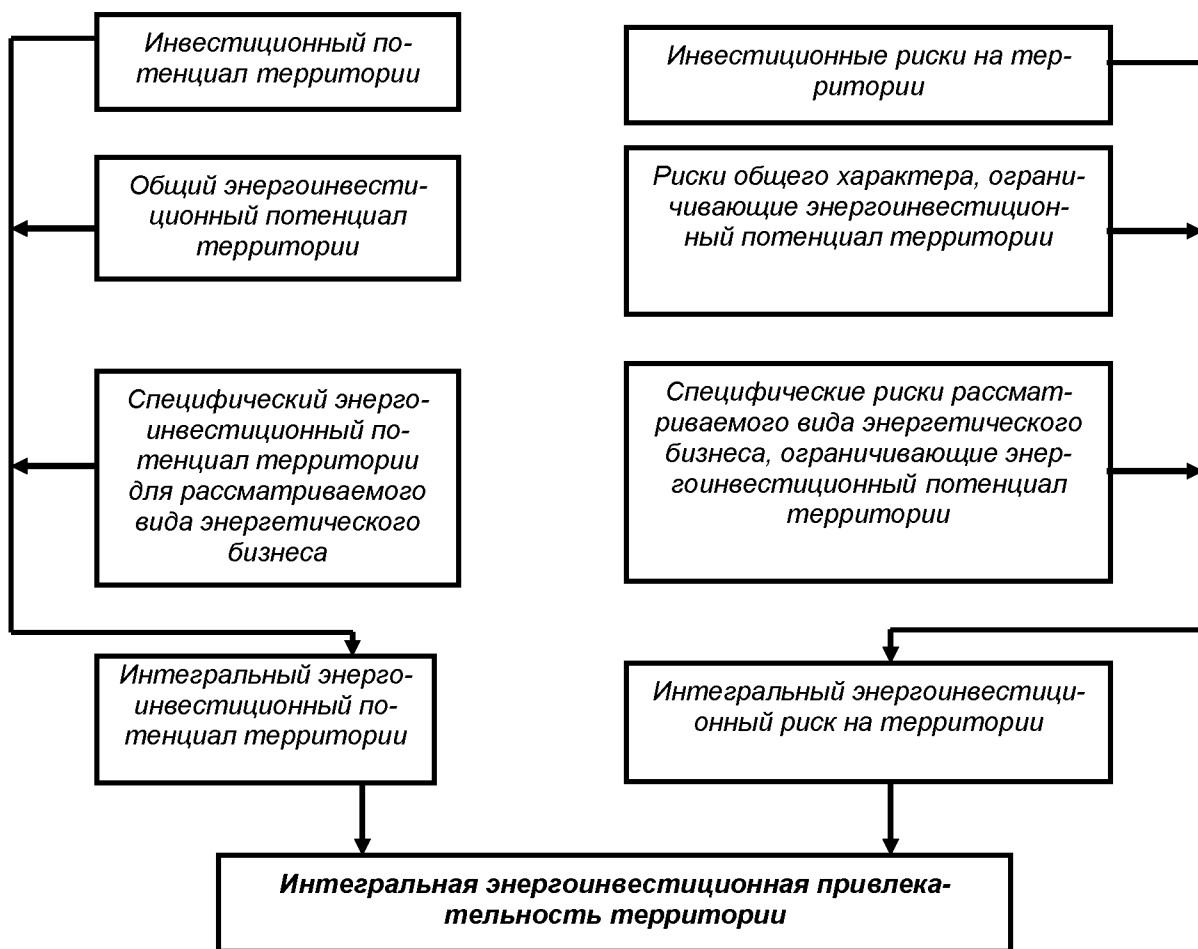 Инвестиционный по-
тенциал территории
Инвестиционные риски на тер-
ритории
Общий энергоинвести-
ционный потенциал
территории
Риски общего характера, ограни-
чивающие энергоинвестицион-
ный потенциал территории
Специфический энерго-
инвестиционный по-
тенциал территории
для рассматриваемого
вида энергетического
бизнеса
Специфические риски рассмат-
риваемого вида энергетического
бизнеса, ограничивающие энер-
гоинвестиционный потенциал
территории
Интегральный энерго-
инвестиционный по-
тенциал территории
Интегральный энергоинвестици-
онный риск на территории
Интегральная энергоинвестиционная привлека-
тельность территории